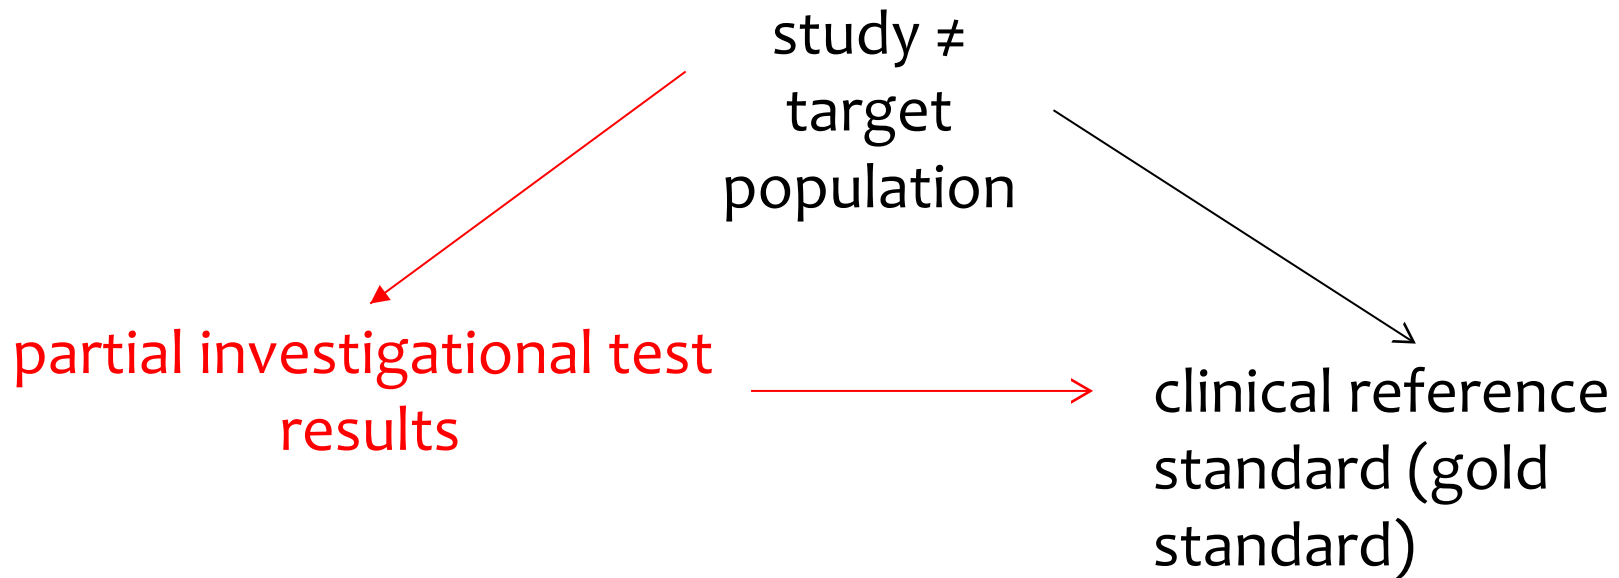 study ≠
target
population
partial investigational test
results
clinical reference
standard (gold
standard)